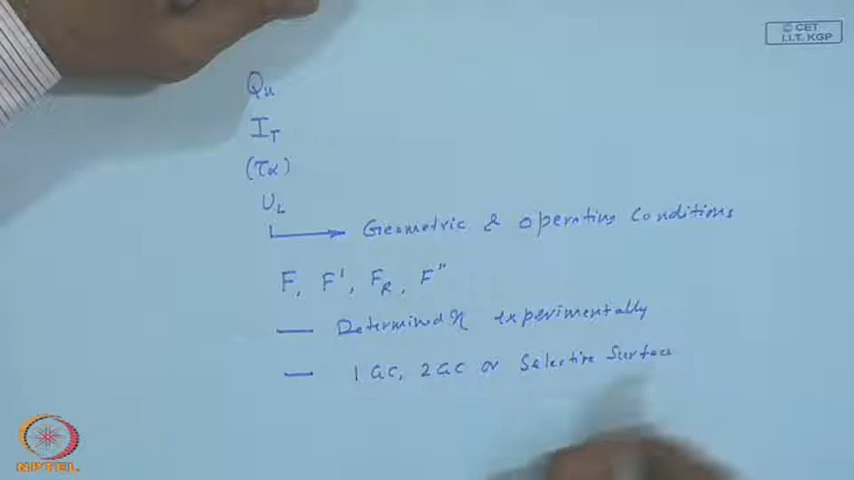 © CET
I.I.T. KGP
Qu
IT
(τα)
UL
Geometric & operating Conditions
F, F', FR, F"
Determined η experimentally
1 GC, 2 GC or Selective Surface
NPTEL